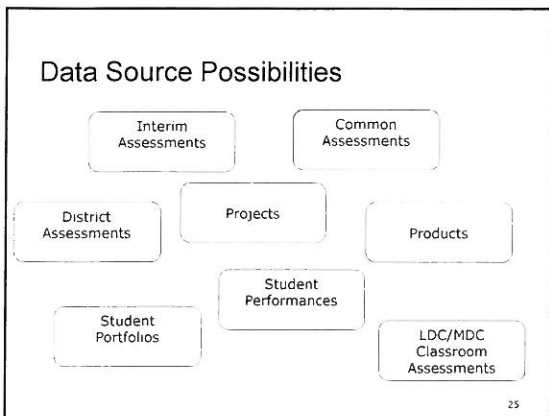 Data Source Possibilities
Interim
Assessments
Common
Assessments
District
Assessments
Projects
Products
Student
Performances
Student
Portfolios
LDC/MDC
Classroom
Assessments
25